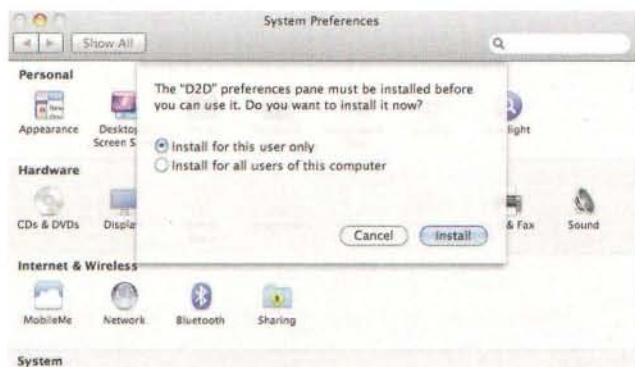 System Preferences
Show All
Personal
The "D2D" preferences pane must be installed before
you can use it. Do you want to install it now?
Appearance
Screen S
light
Install for this user only
Install for all users of this computer
Hardware
CDs & DVDs
Displa
& Fax
Sound
Cancel
Install
Internet & Wireless
MobileMe
Network
Bluetooth
Sharing
System